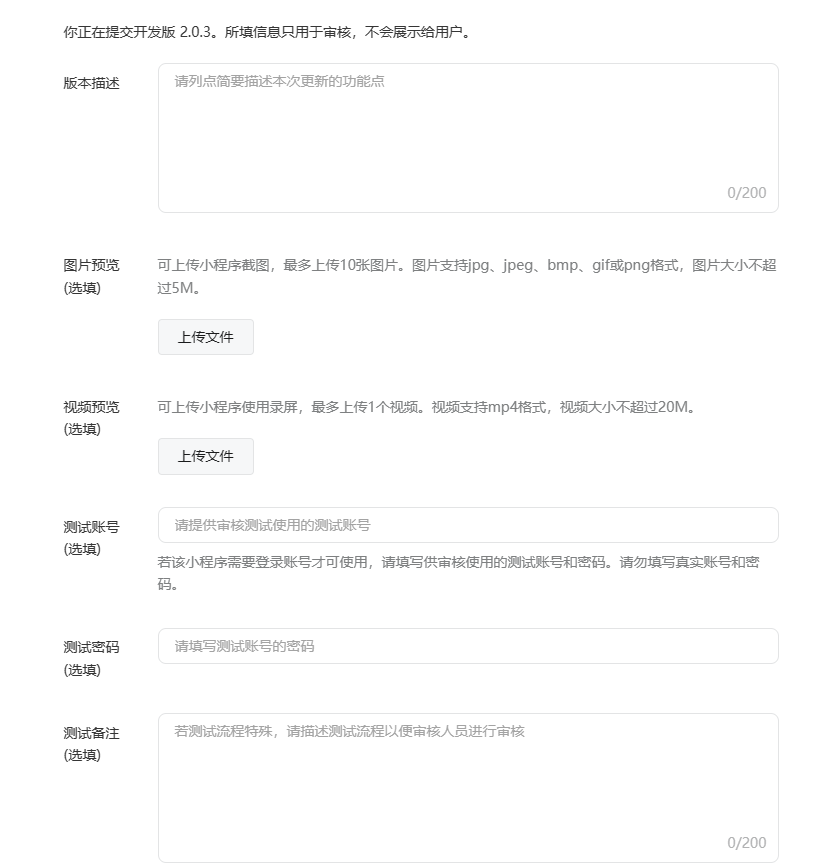 你正在提交开发版 2.0.3。所填信息只用于审核，不会展示给用户。
版本描述
请列点简要描述本次更新的功能点
0/200
图片预览
(选填)
可上传小程序截图，最多上传10张图片。图片支持jpg、jpeg、bmp、gif或png格式，图片大小不超
过5M。
上传文件
视频预览
(选填)
可上传小程序使用录屏，最多上传1个视频。视频支持mp4格式，视频大小不超过20M。
上传文件
测试账号
(选填)
请提供审核测试使用的测试账号
若该小程序需要登录账号才可使用，请填写供审核使用的测试账号和密码。请勿填写真实账号和密
码。
测试密码
(选填)
请填写测试账号的密码
测试备注
(选填)
若测试流程特殊，请描述测试流程以便审核人员进行审核
0/200